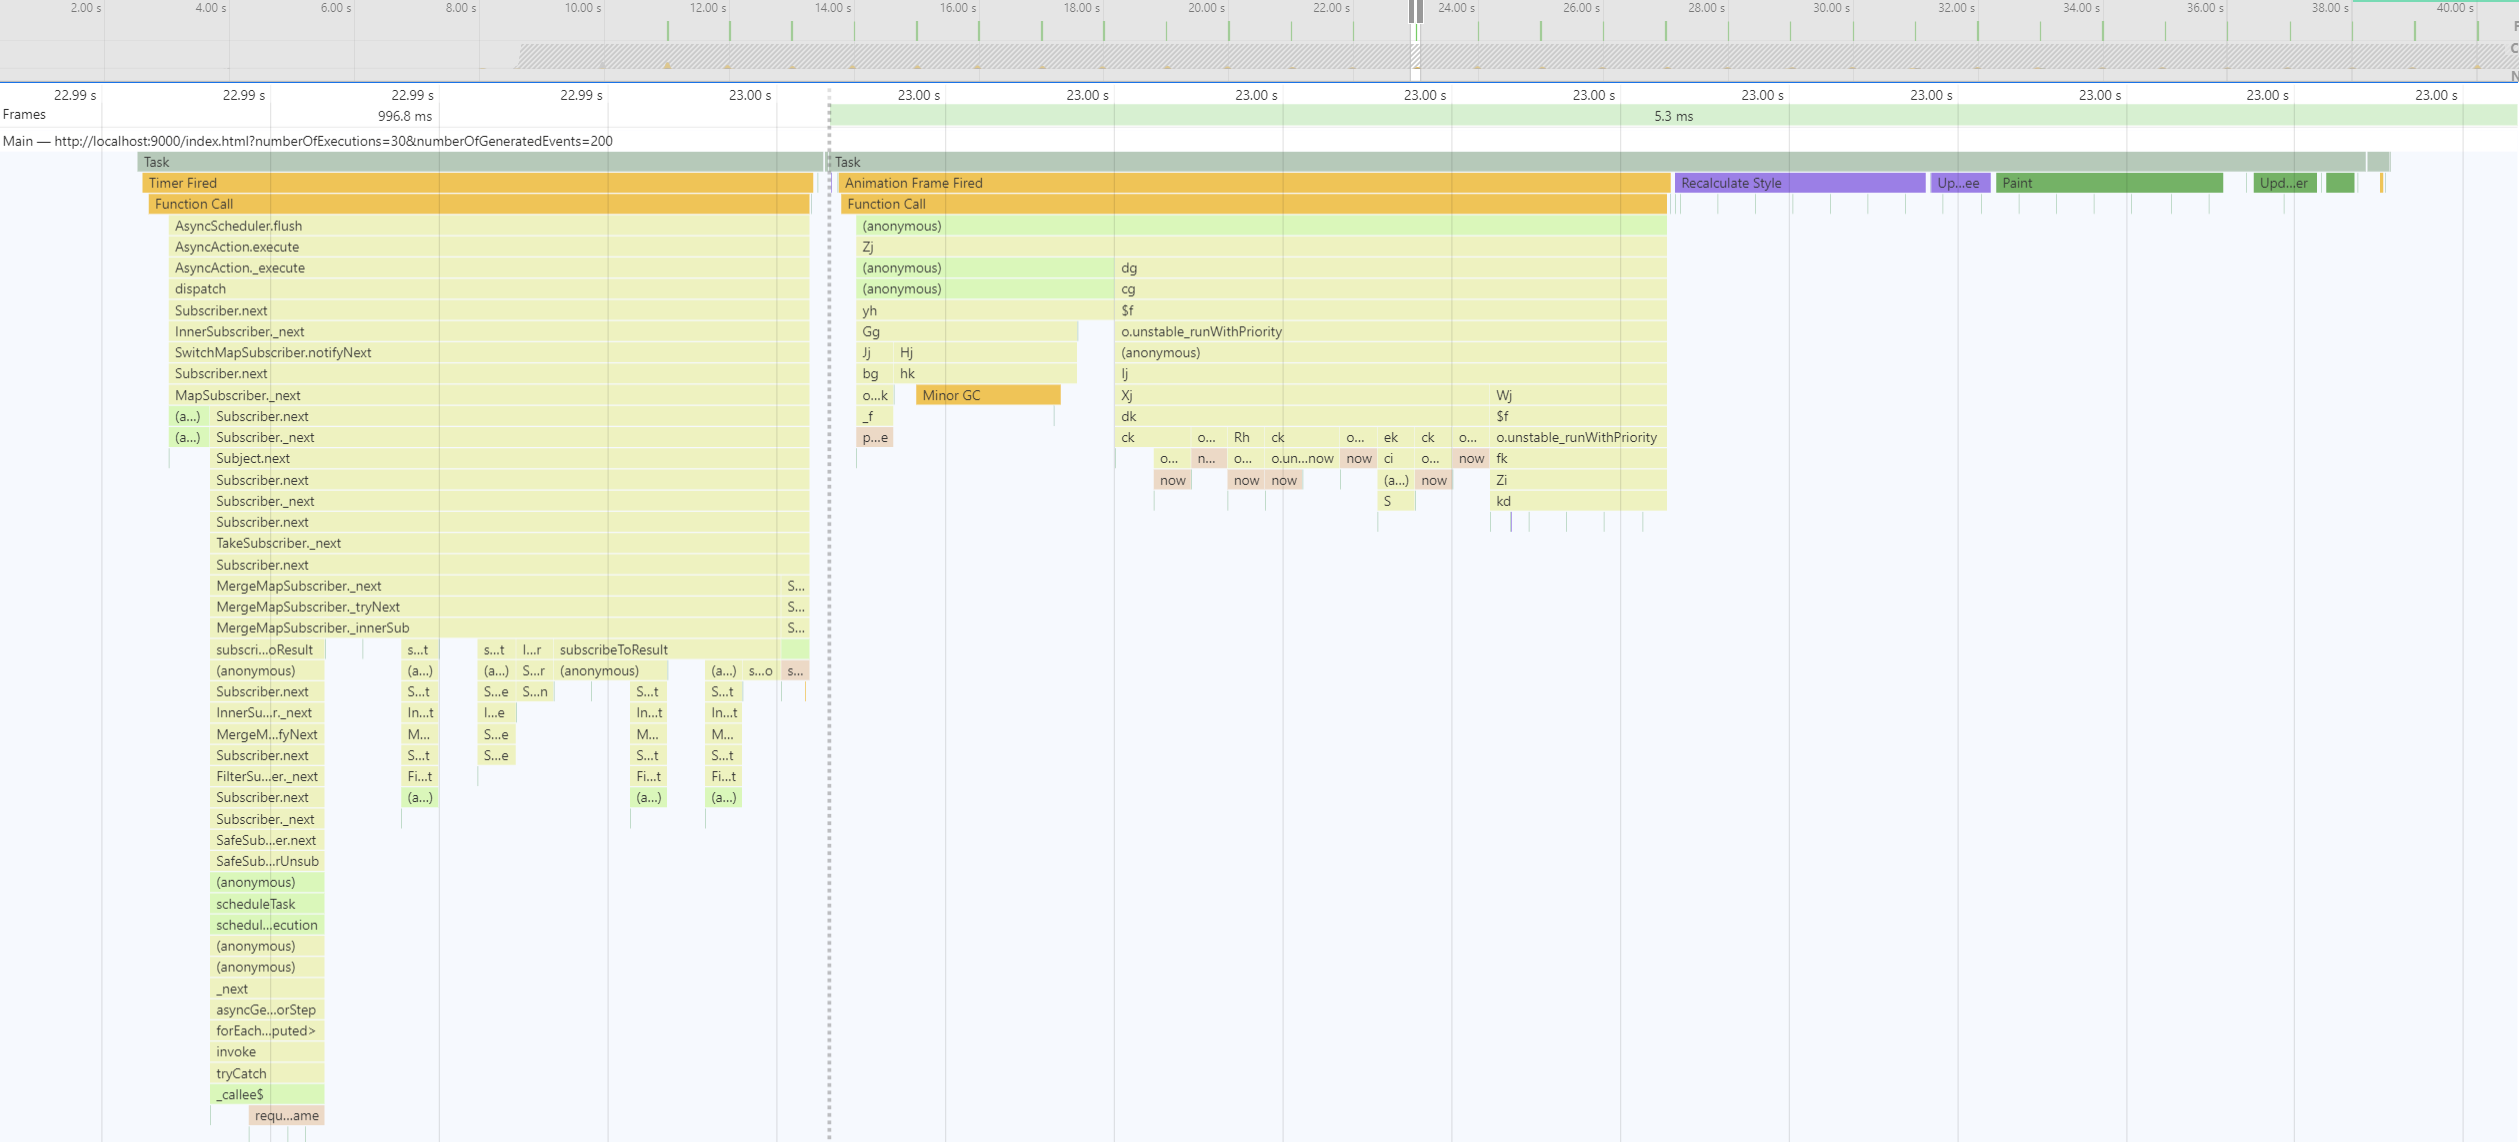 2.00 s 4.00 s 6.00 s 8.00 s 10.00 s 12.00 s 14.00 s 16.00 s 18.00 s 20.00 s 22.00 s 24.00 s 26.00 s 28.00 s 30.00 s 32.00 s 34.00 s 36.00 s 38.00 s 40.00 s
22.99 s 22.99 s 22.99 s 22.99 s 23.00 s 23.00 s 23.00 s 23.00 s 23.00 s 23.00 s 23.00 s 23.00 s 23.00 s 23.00 s 23.00 s
Frames 996.8 ms 5.3 ms
Main — http://localhost:9000/index.html?numberOfExecutions=30&numberOfGeneratedEvents=200
Task Task
Timer Fired Animation Frame Fired Recalculate Style Up...ee Paint Upd...er
Function Call Function Call
AsyncScheduler.flush (anonymous)
AsyncAction.execute Zj
AsyncAction._execute (anonymous) dg
dispatch (anonymous) cg
Subscriber.next yh $f
InnerSubscriber._next Gg o.unstable_runWithPriority
SwitchMapSubscriber.notifyNext Jj Hj (anonymous)
Subscriber.next bg hk Ij
MapSubscriber._next o...k Minor GC Xj Wj
(a...) Subscriber.next _f dk $f
(a...) Subscriber._next p...e ck o... Rh ck o... ek ck o... o.unstable_runWithPriority
Subject.next o... n... o... o.un...now now ci o... now fk
Subscriber.next now now now (a...) now Zi
Subscriber._next S kd
Subscriber.next
TakeSubscriber._next
Subscriber.next
MergeMapSubscriber._next S...
MergeMapSubscriber._tryNext S...
MergeMapSubscriber._innerSub S...
subscri...oResult s...t s...t I...r subscribeToResult
(anonymous) (a...) (a...) S...r (anonymous) (a...) s...o s...
Subscriber.next S...t S...e S...n S...t S...t
InnerSu...r._next In...t I...e In...t In...t
MergeM...fyNext M... S...e M... M...
Subscriber.next S...t S...e S...t S...t
FilterSu...er._next Fi...t Fi...t Fi...t
Subscriber.next (a...) (a...) (a...)
Subscriber._next
SafeSub...er.next
SafeSub...rUnsub
(anonymous)
scheduleTask
schedul...ecution
(anonymous)
(anonymous)
_next
asyncGe...orStep
forEach...puted>
invoke
tryCatch
_callee$
requ...ame